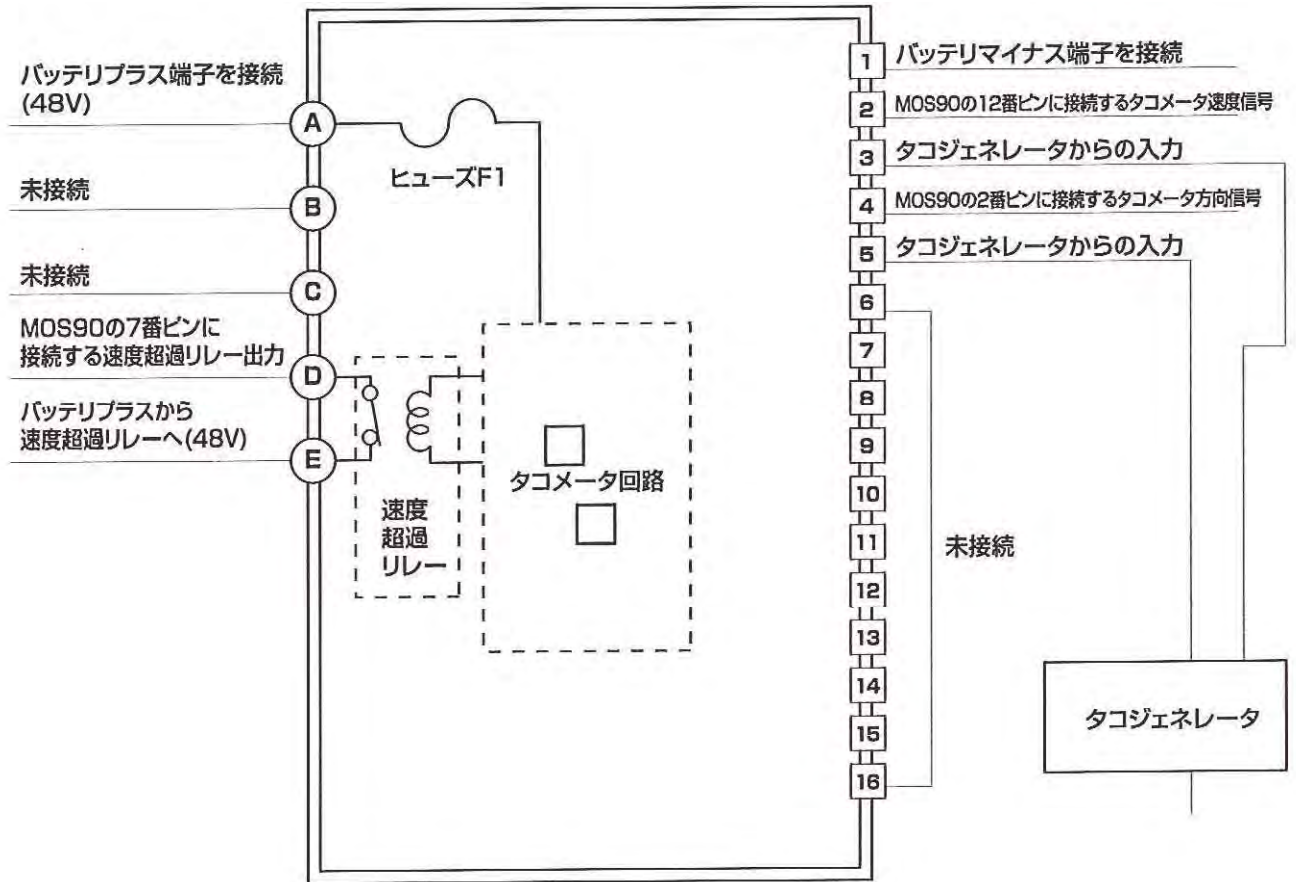 バッテリプラス端子を接続
(48V)
A
未接続
B
未接続
C
MOS90の7番ピンに
接続する速度超過リレー出力
D
バッテリプラスから
速度超過リレーへ(48V)
E
ヒューズF1
速度
超過
リレー
タコメータ回路
1
バッテリマイナス端子を接続
2
MOS90の12番ピンに接続するタコメータ速度信号
3
タコジェネレータからの入力
4
MOS90の2番ピンに接続するタコメータ方向信号
5
タコジェネレータからの入力
6
7
8
9
10
11
12
13
14
15
16
未接続
タコジェネレータ